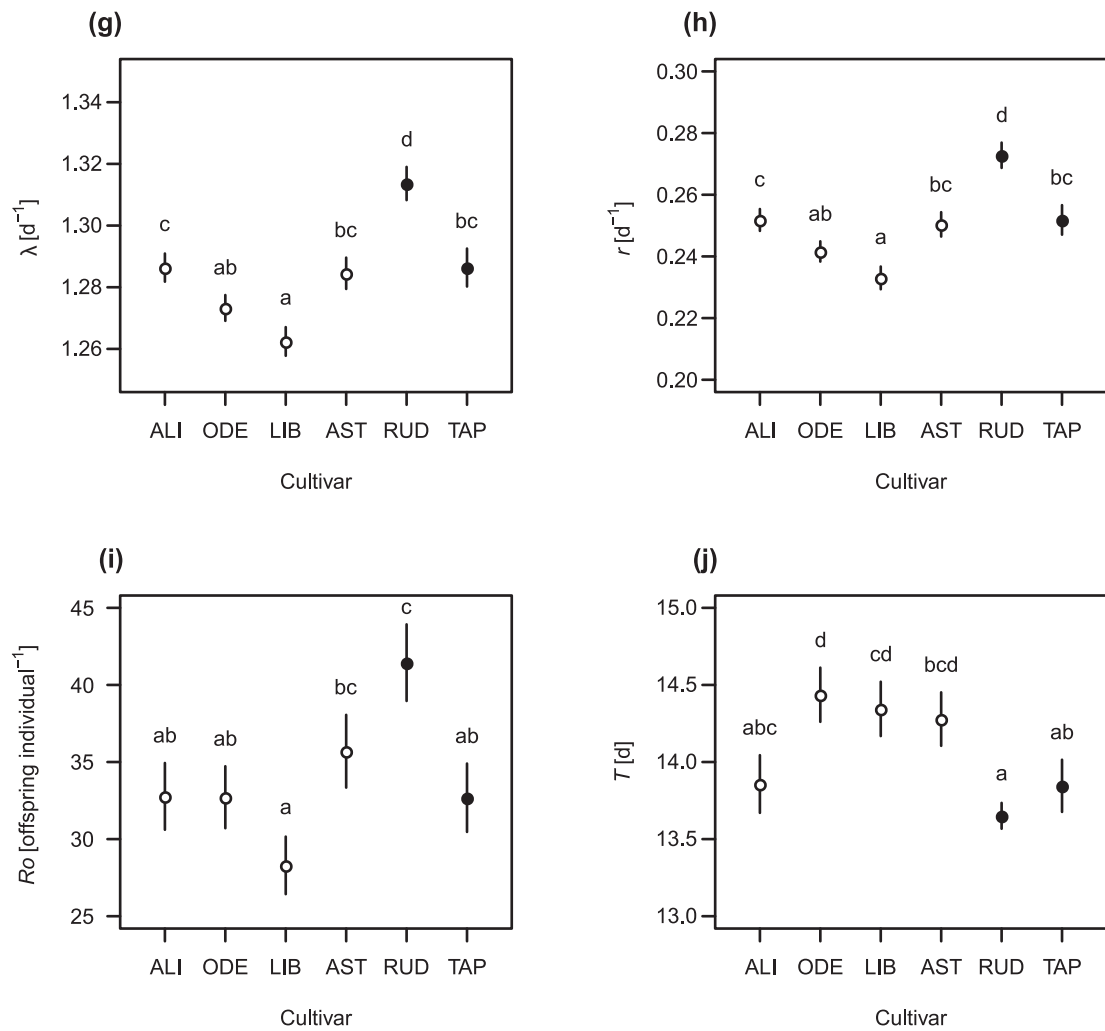 (g)
λ [d⁻¹]
1.34
1.32
1.30
1.28
1.26
c
ab
a
bc
d
bc
ALI ODE LIB AST RUD TAP
Cultivar
(h)
r [d⁻¹]
0.30
0.28
0.26
0.24
0.22
0.20
c
ab
a
bc
d
bc
ALI ODE LIB AST RUD TAP
Cultivar
(i)
Ro [offspring individual⁻¹]
45
40
35
30
25
ab
ab
a
bc
c
ab
ALI ODE LIB AST RUD TAP
Cultivar
(j)
T [d]
15.0
14.5
14.0
13.5
13.0
abc
d
cd
bcd
a
ab
ALI ODE LIB AST RUD TAP
Cultivar